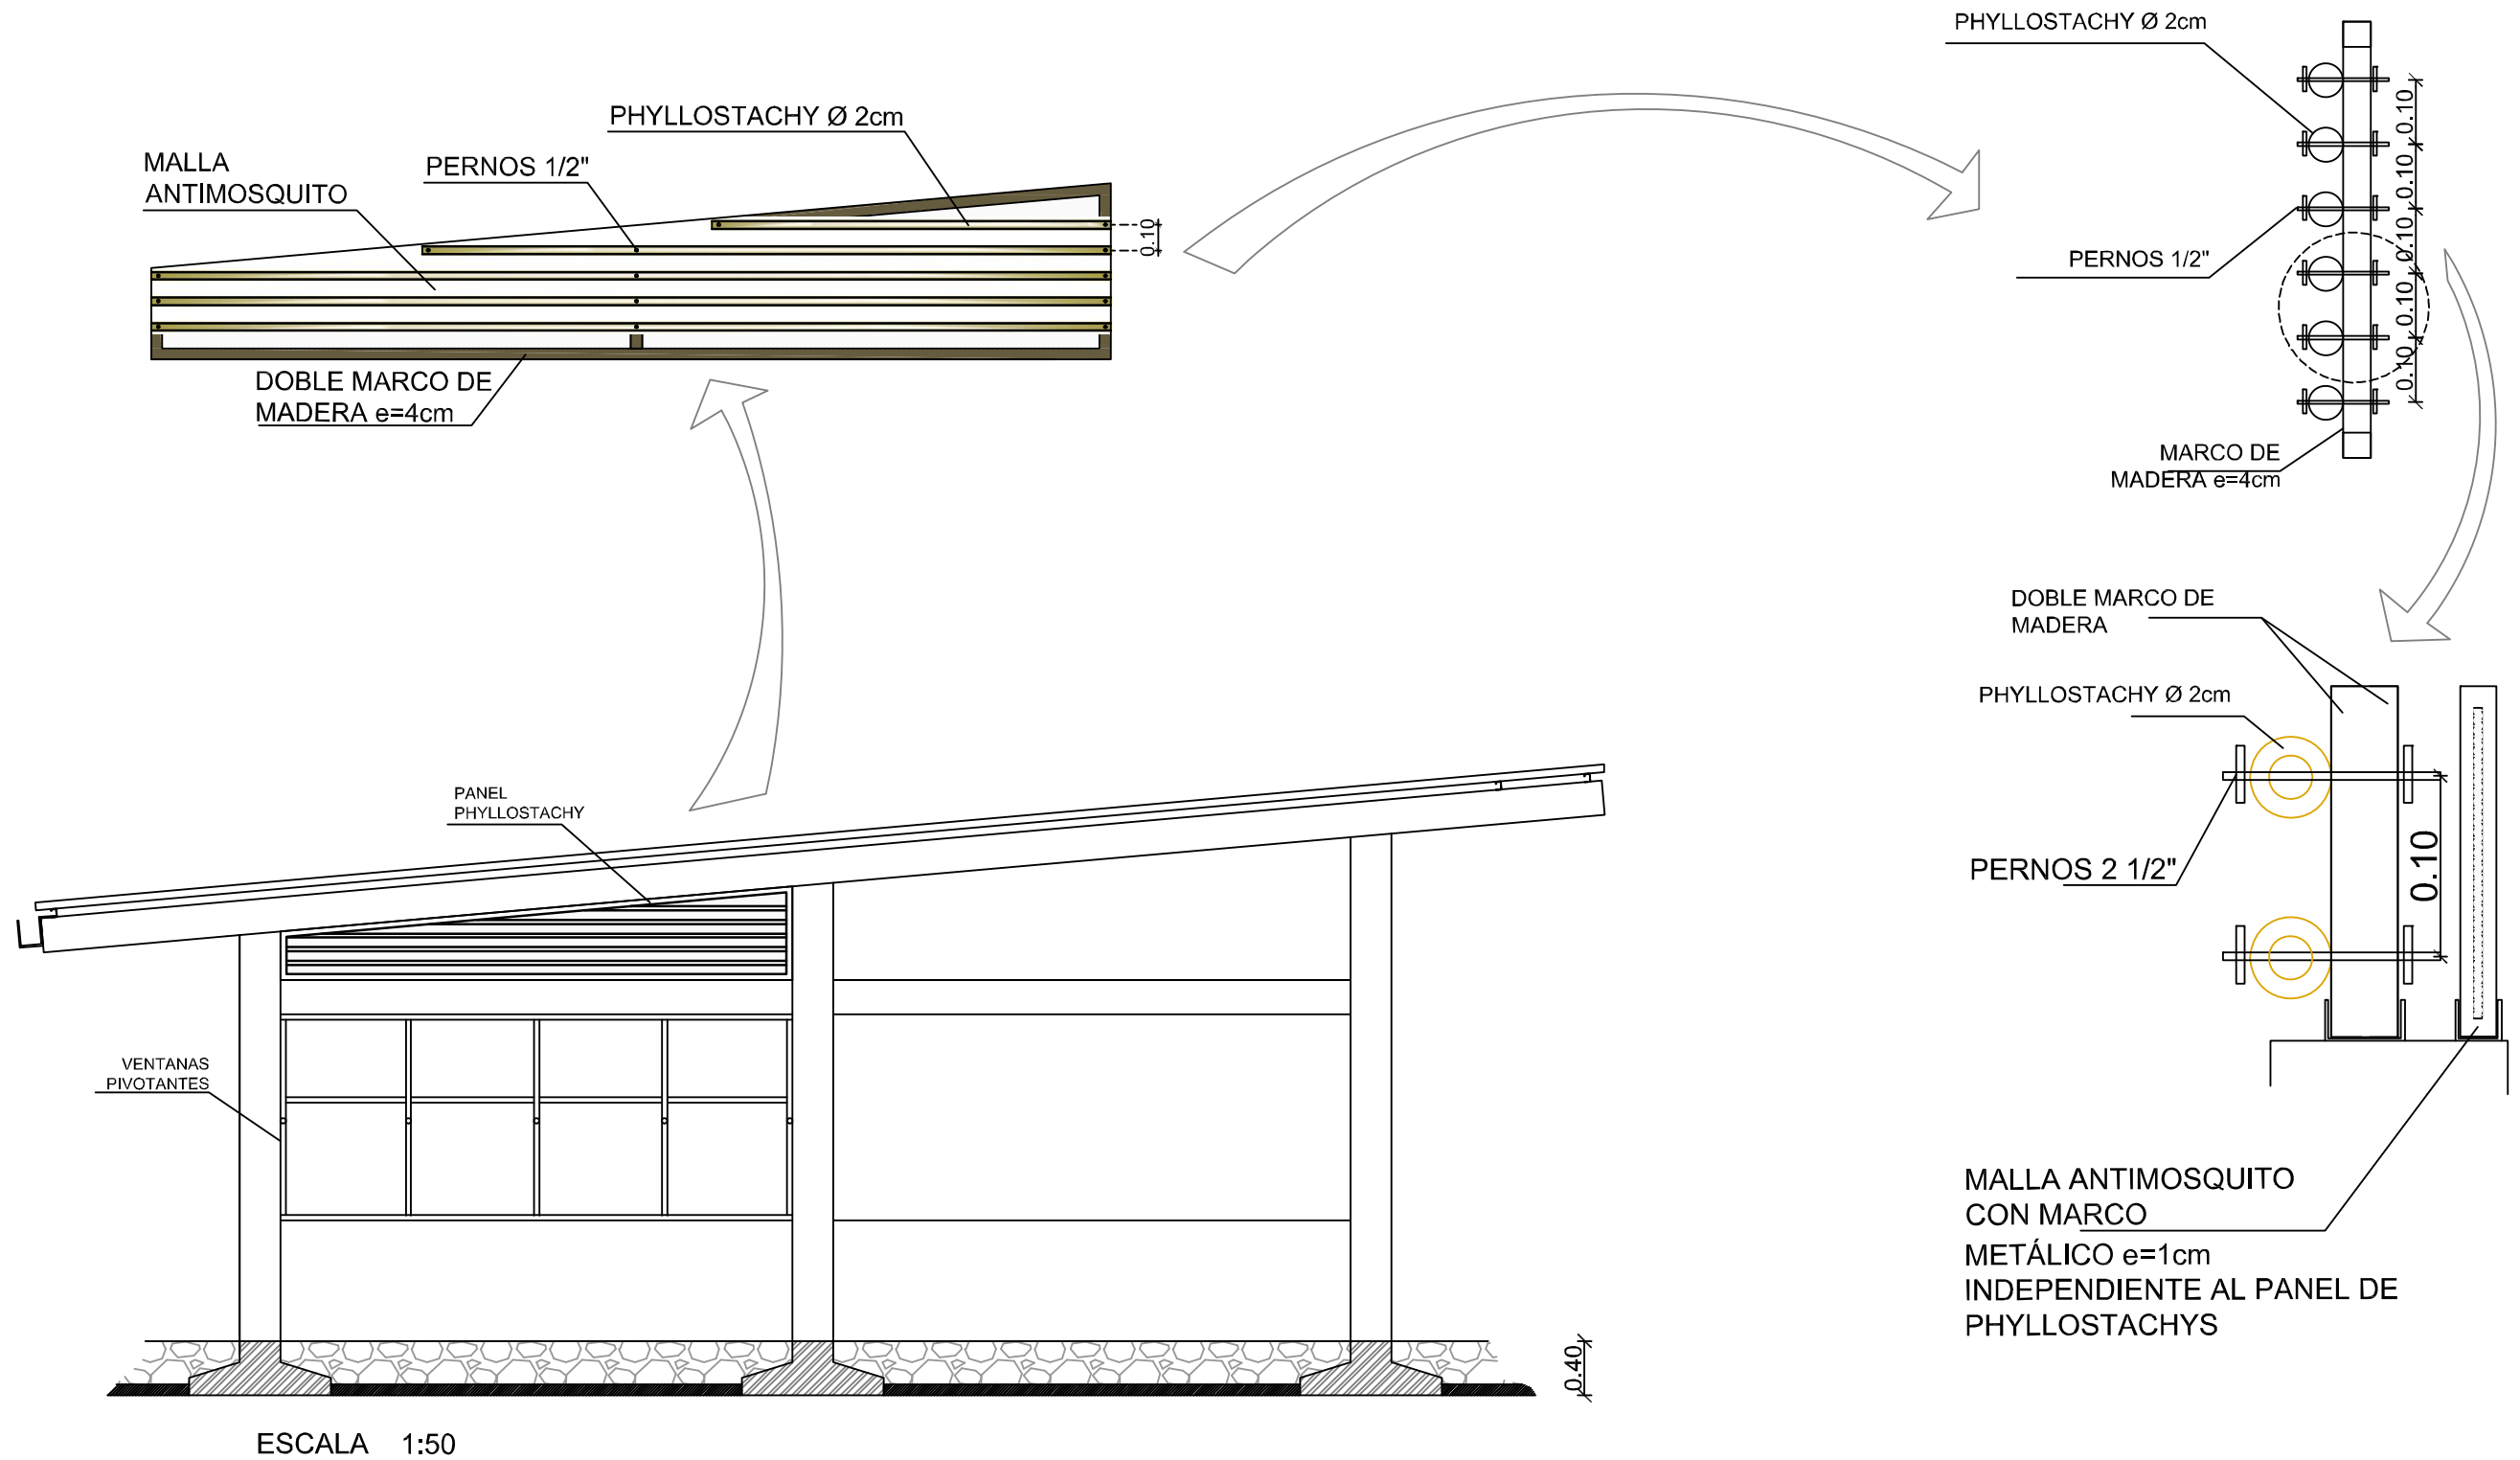 PHYLLOSTACHY Ø 2cm
PERNOS 1/2"
MALLA
ANTIMOSQUITO
0.10
DOBLE MARCO DE
MADERA e=4cm
PHYLLOSTACHY Ø 2cm
0.10
0.10
0.10
0.10
0.10
PERNOS 1/2"
MARCO DE
MADERA e=4cm
DOBLE MARCO DE
MADERA
PHYLLOSTACHY Ø 2cm
PERNOS 2 1/2"
0.10
MALLA ANTIMOSQUITO
CON MARCO
METÁLICO e=1cm
INDEPENDIENTE AL PANEL DE
PHYLLOSTACHYS
PANEL
PHYLLOSTACHY
VENTANAS
PIVOTANTES
0.40
ESCALA 1:50